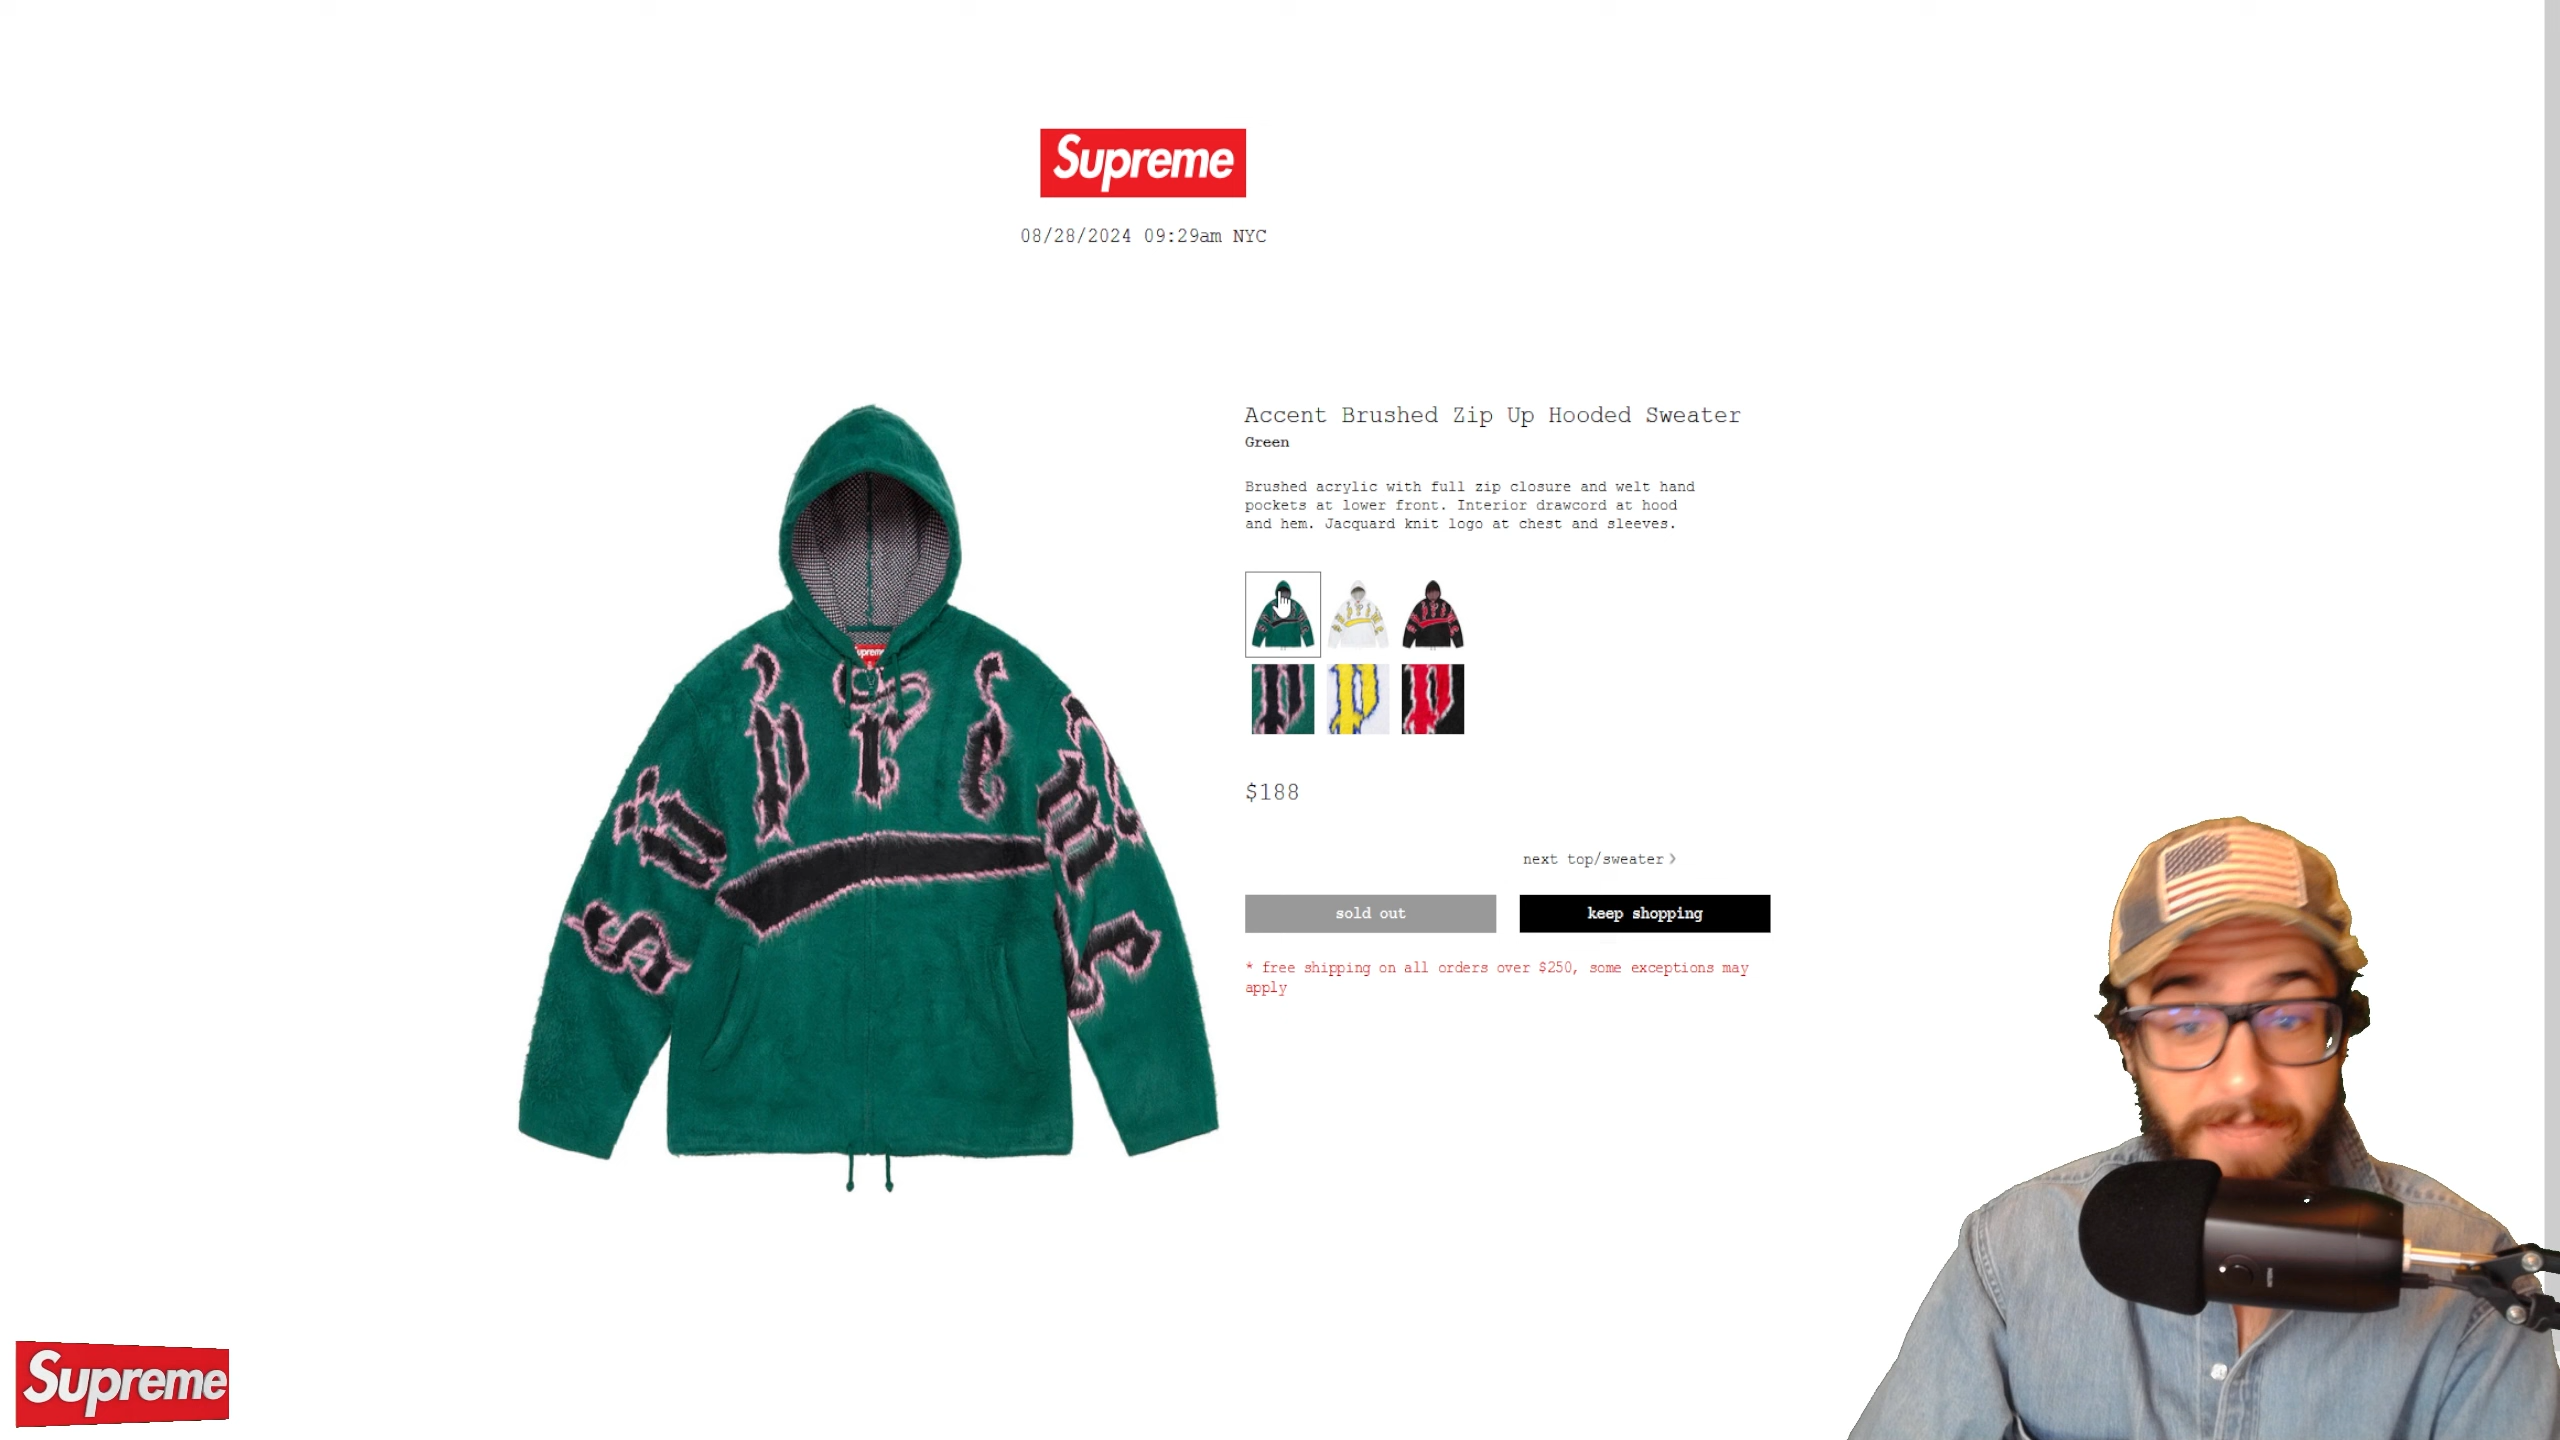 Supreme
08/28/2024 09:29am NYC
Accent Brushed Zip Up Hooded Sweater
Green
Brushed acrylic with full zip closure and welt hand
pockets at lower front. Interior drawcord at hood
and hem. Jacquard knit logo at chest and sleeves.
Supreme
Supreme
$188
next top/sweater >
sold out
keep shopping
* free shipping on all orders over $250, some exceptions may
apply
Supreme